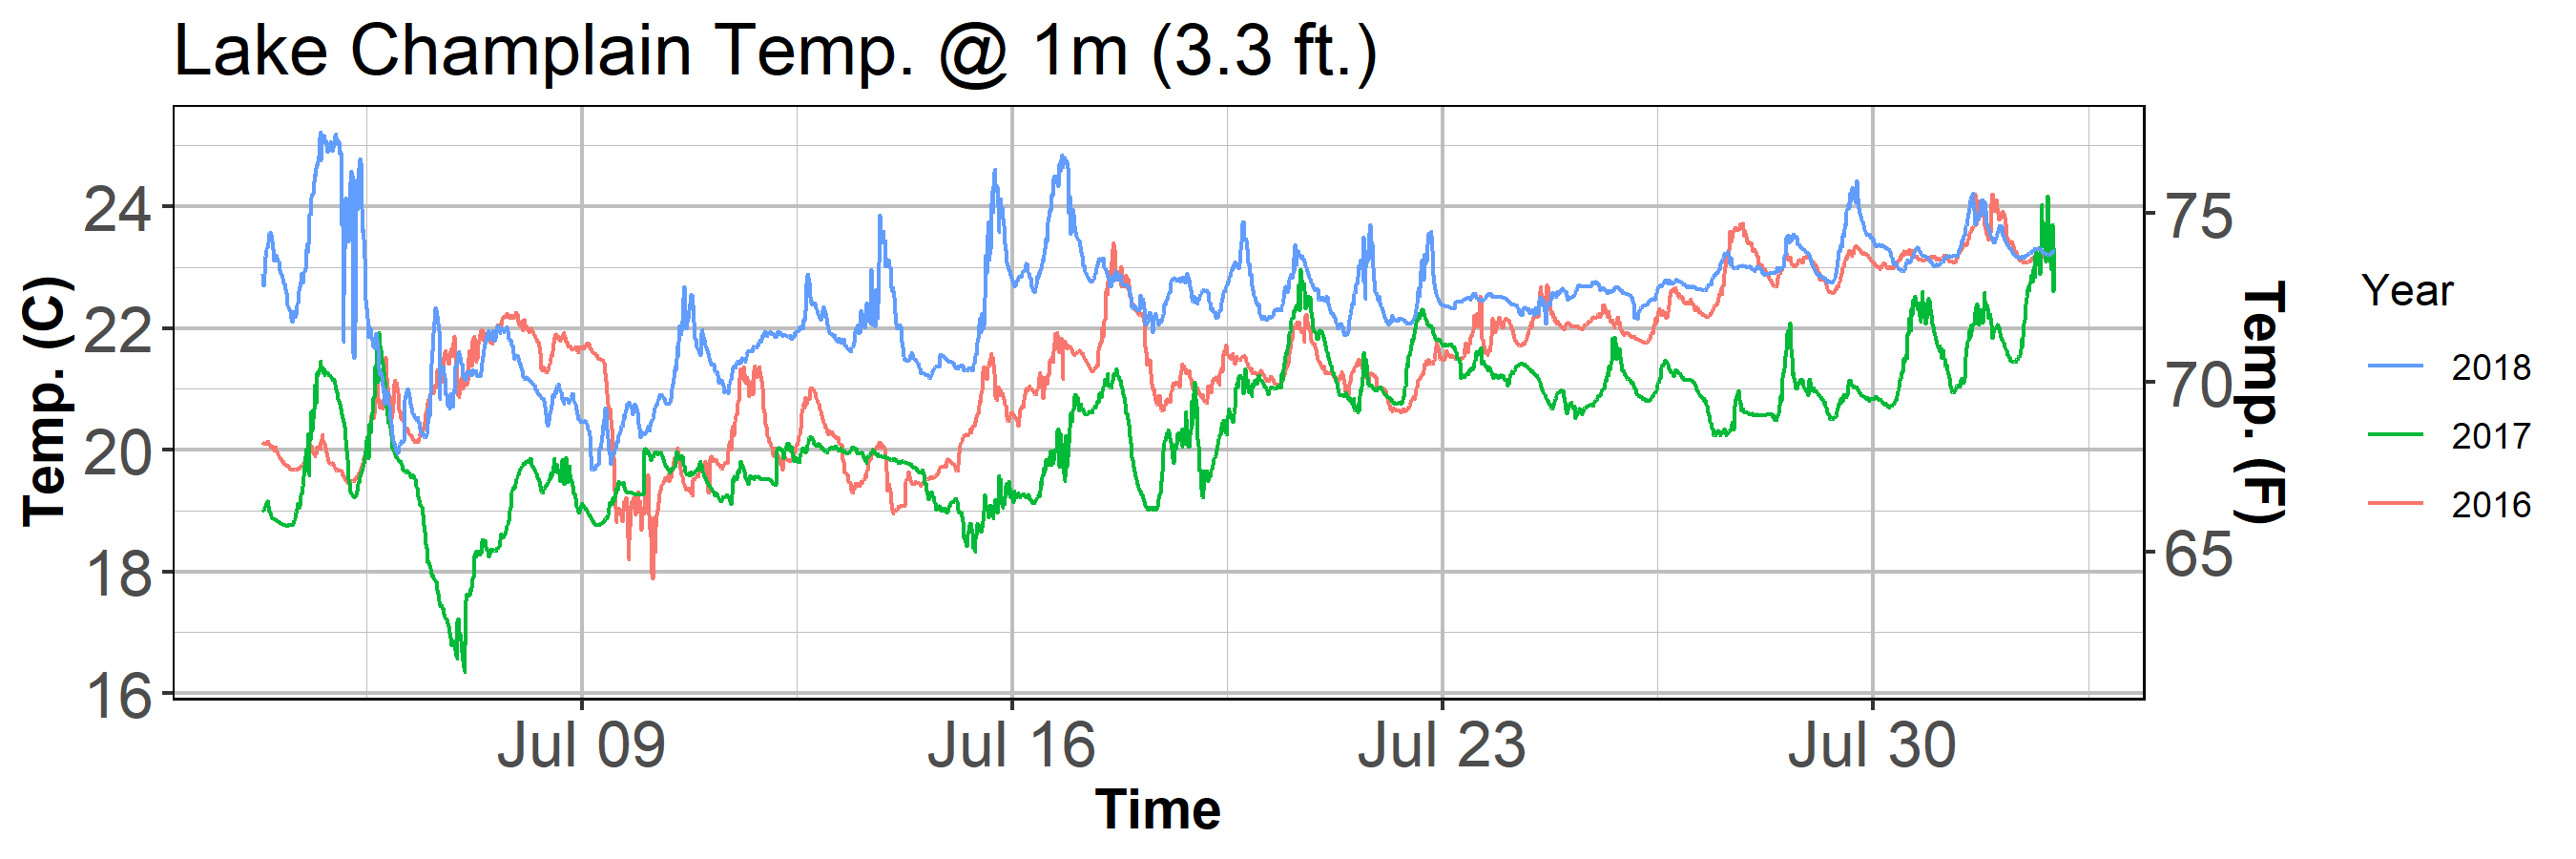 Lake Champlain Temp. @ 1m (3.3 ft.)
Temp. (C)
24
22
20
18
16
75
70
65
Temp. (F)
Jul 09
Jul 16
Jul 23
Jul 30
Time
Year
2018
2017
2016